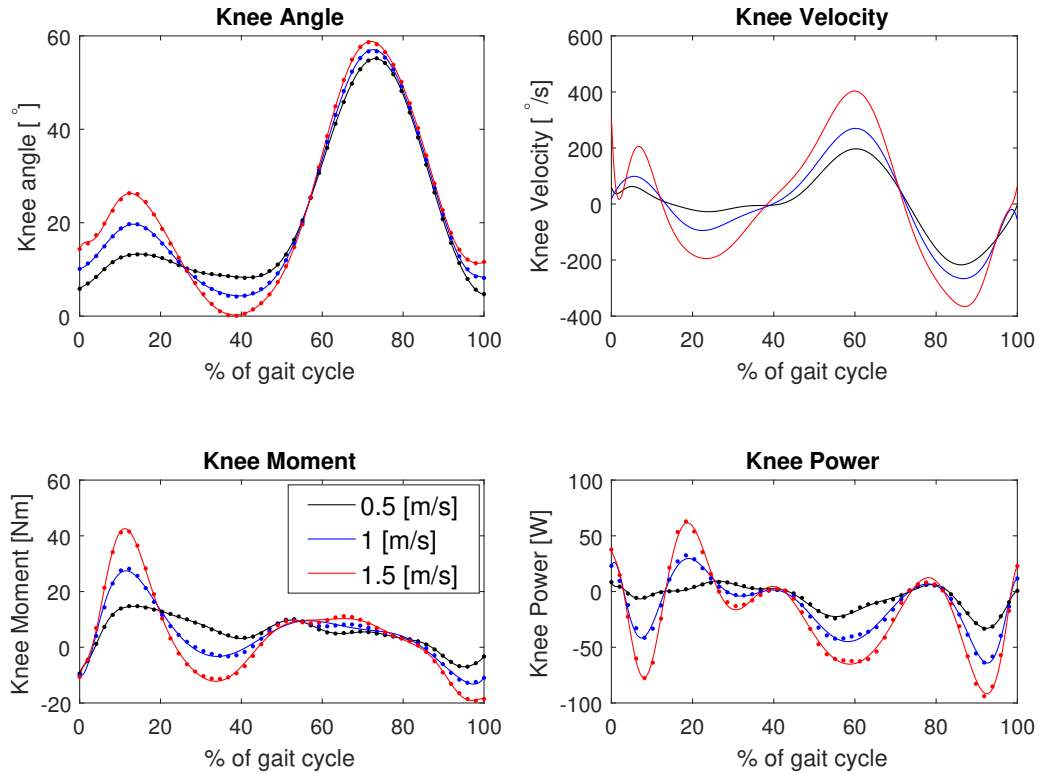 Knee Angle
60
40
20
0
Knee angle [ °]
0 20 40 60 80 100
% of gait cycle
Knee Velocity
600
400
200
0
-200
-400
Knee Velocity [ °/s]
0 20 40 60 80 100
% of gait cycle
Knee Moment
60
40
20
0
-20
Knee Moment [Nm]
0.5 [m/s]
1 [m/s]
1.5 [m/s]
0 20 40 60 80 100
% of gait cycle
Knee Power
100
50
0
-50
-100
Knee Power [W]
0 20 40 60 80 100
% of gait cycle